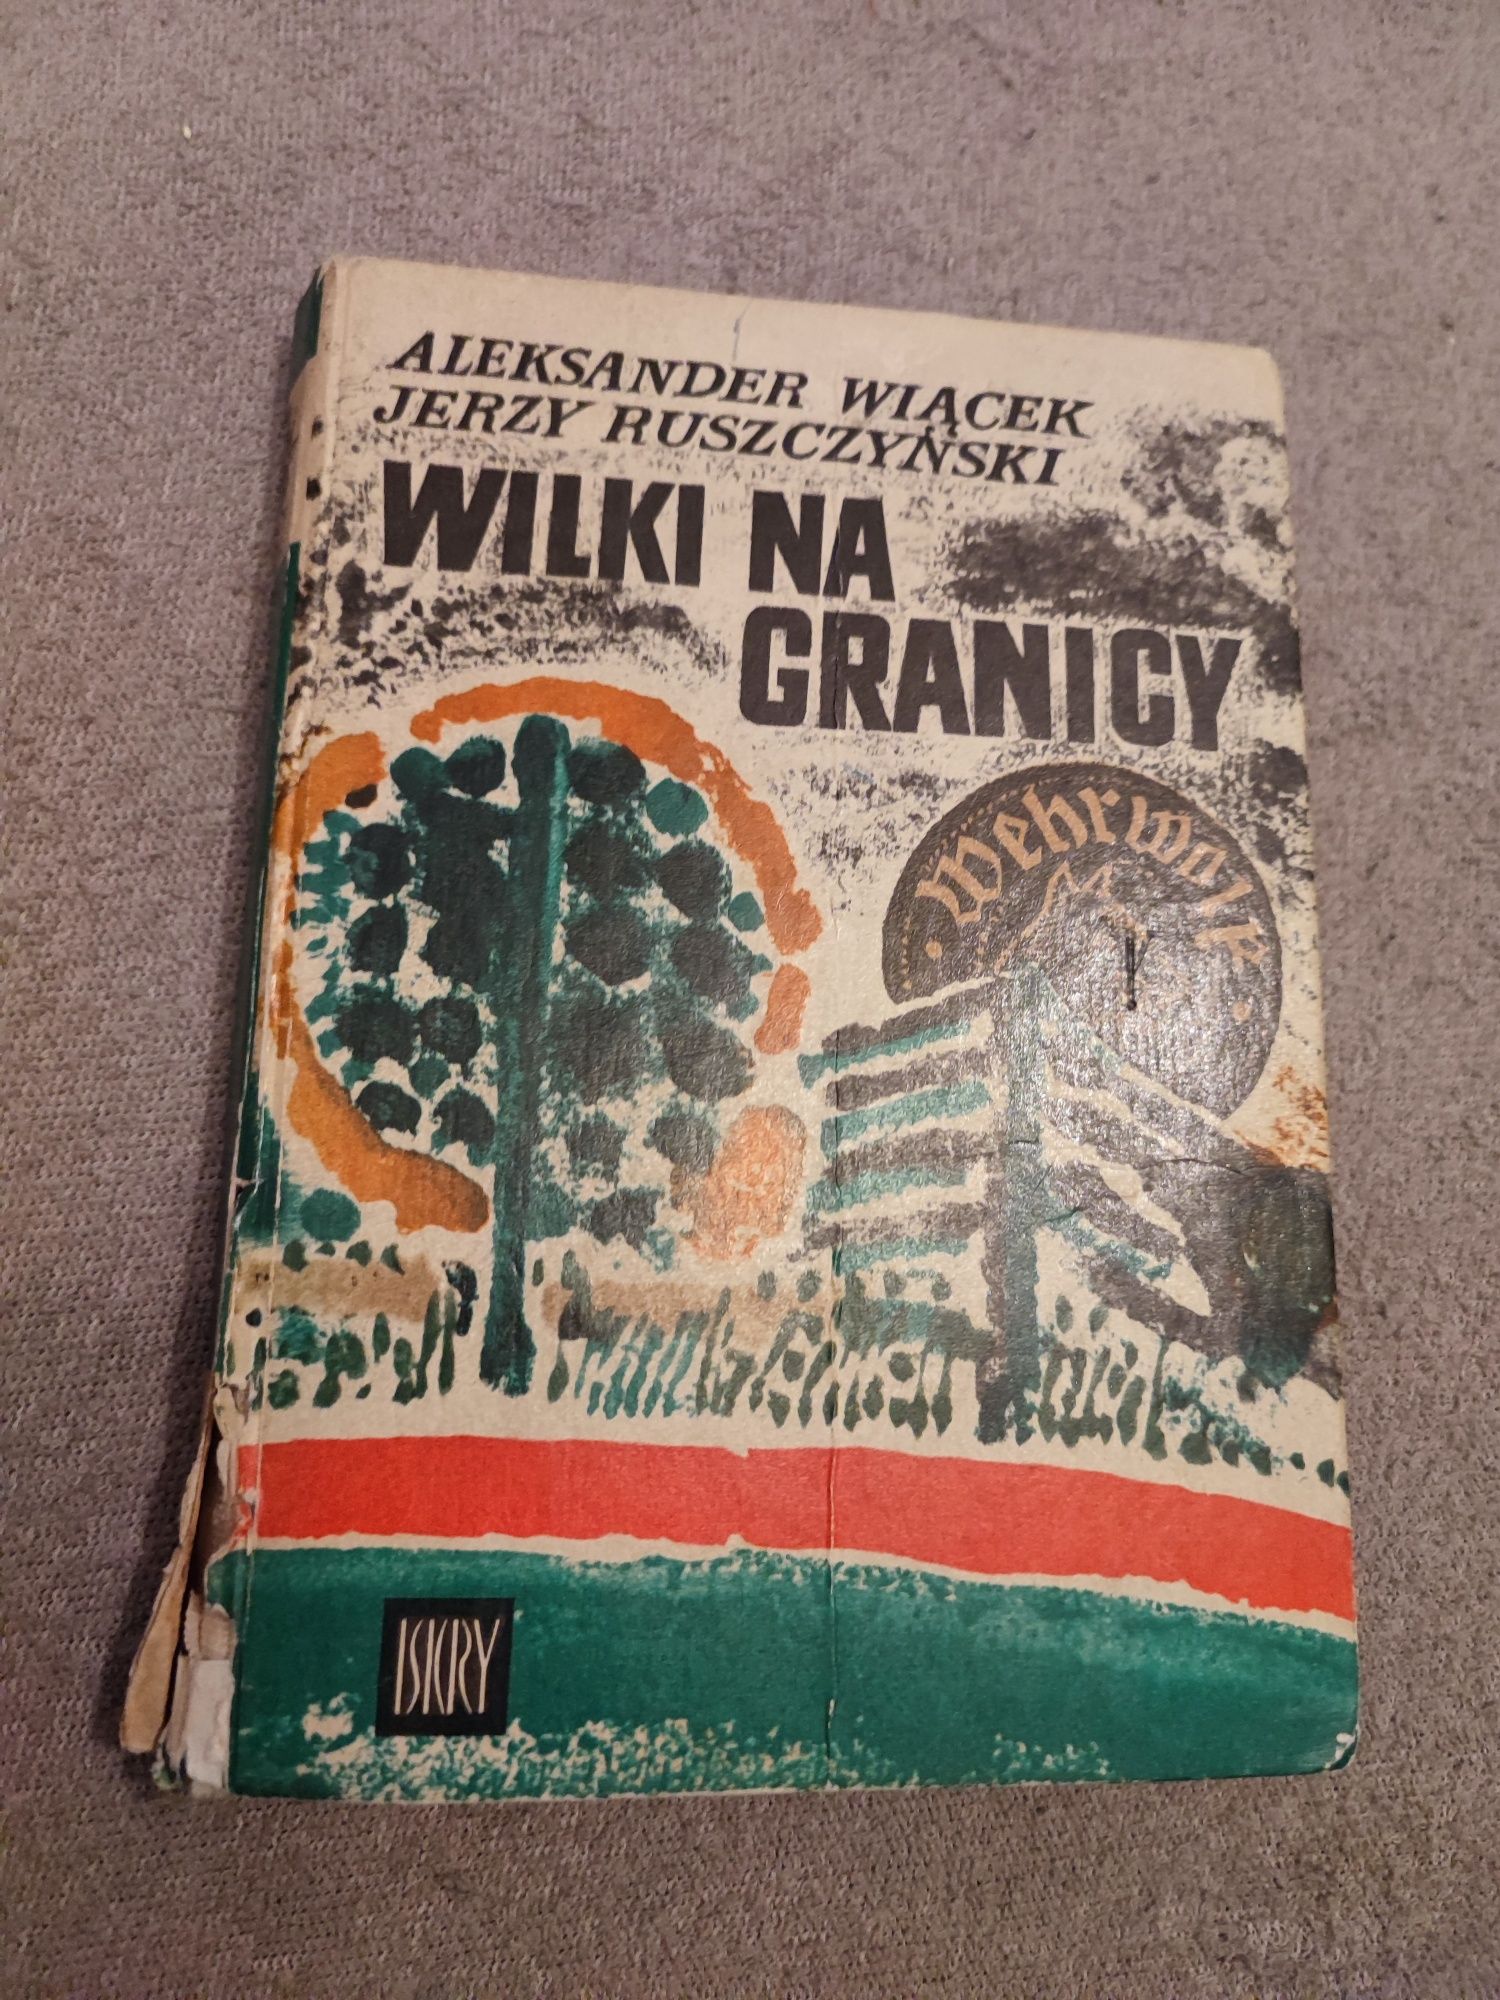 ALEKSANDER WIĄCEK
JERZY RUSZCZYŃSKI
WILKI NA
GRANICY
Wehrwolf
ISKRY